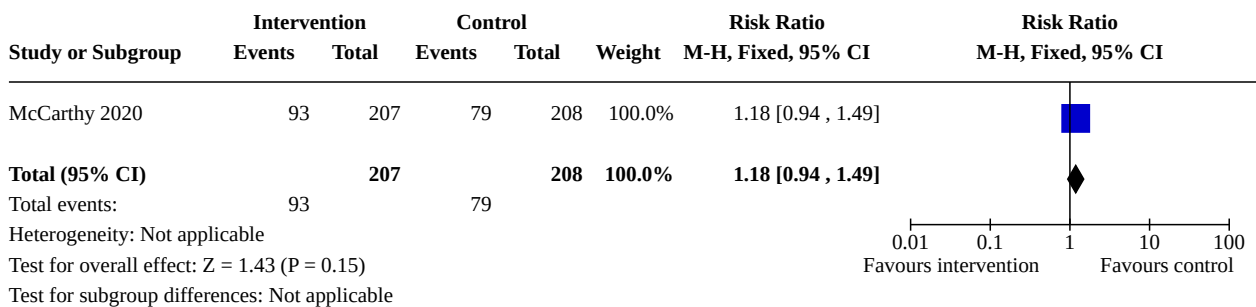 Intervention Control Risk Ratio Risk Ratio
Study or Subgroup Events Total Events Total Weight M-H, Fixed, 95% CI M-H, Fixed, 95% CI
McCarthy 2020 93 207 79 208 100.0% 1.18 [0.94 , 1.49]
Total (95% CI) 207 208 100.0% 1.18 [0.94 , 1.49]
Total events: 93 79
Heterogeneity: Not applicable
0.01 0.1 1 10 100
Test for overall effect: Z = 1.43 (P = 0.15)
Favours intervention Favours control
Test for subgroup differences: Not applicable